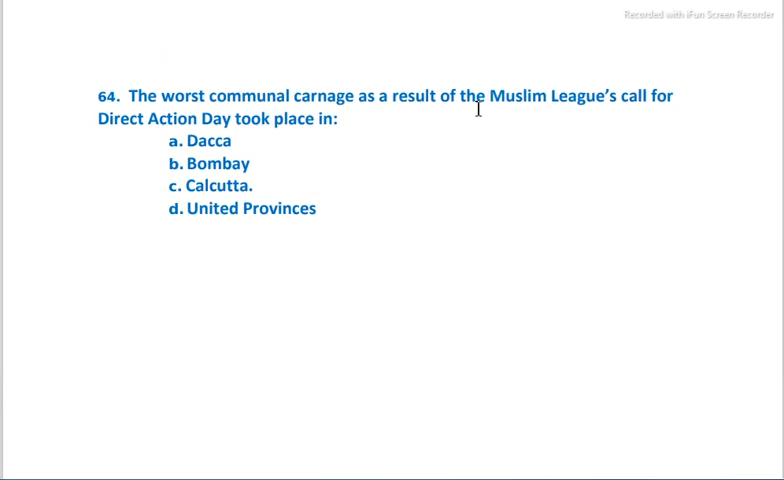 Recorded with iFun Screen Recorder
64. The worst communal carnage as a result of the Muslim League’s call for
Direct Action Day took place in:
a. Dacca
b. Bombay
c. Calcutta.
d. United Provinces